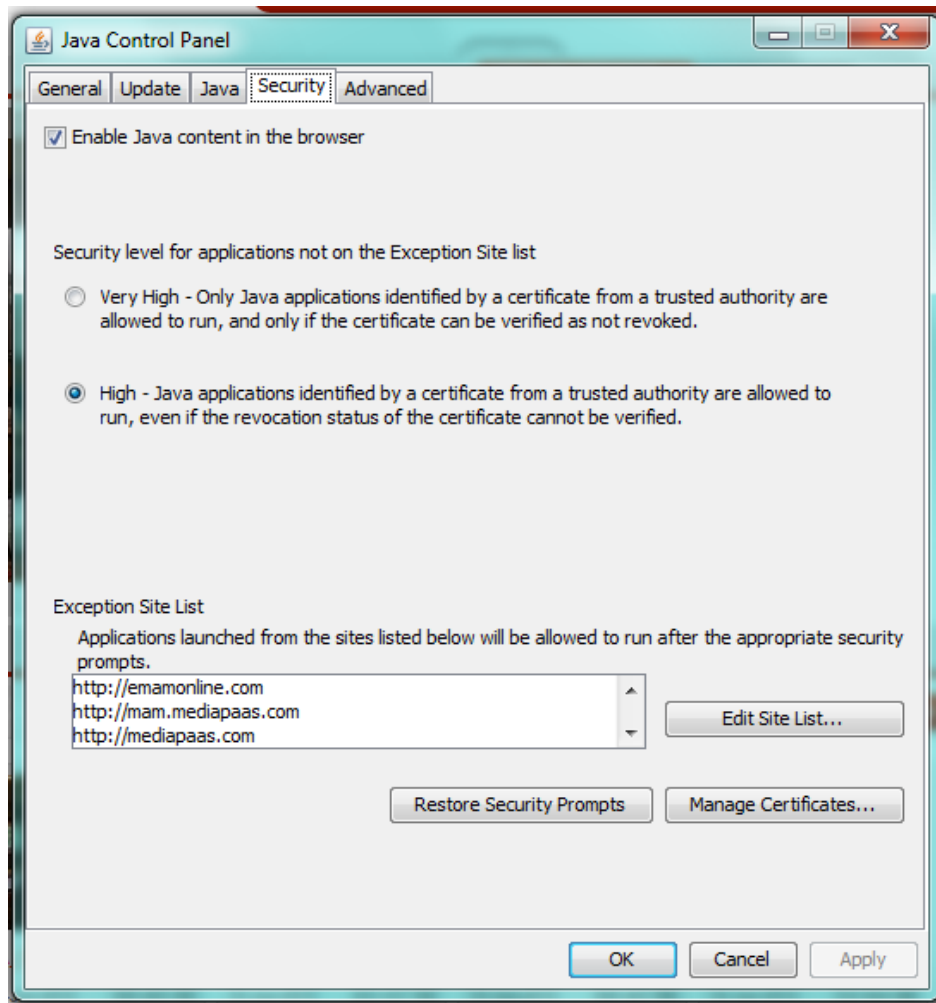 Java Control Panel
General Update Java Security Advanced
Enable Java content in the browser
Security level for applications not on the Exception Site list
Very High - Only Java applications identified by a certificate from a trusted authority are
allowed to run, and only if the certificate can be verified as not revoked.
High - Java applications identified by a certificate from a trusted authority are allowed to
run, even if the revocation status of the certificate cannot be verified.
Exception Site List
Applications launched from the sites listed below will be allowed to run after the appropriate security
prompts.
http://emamonline.com
http://mam.mediapaas.com
http://mediapaas.com
Edit Site List...
Restore Security Prompts Manage Certificates...
OK Cancel Apply